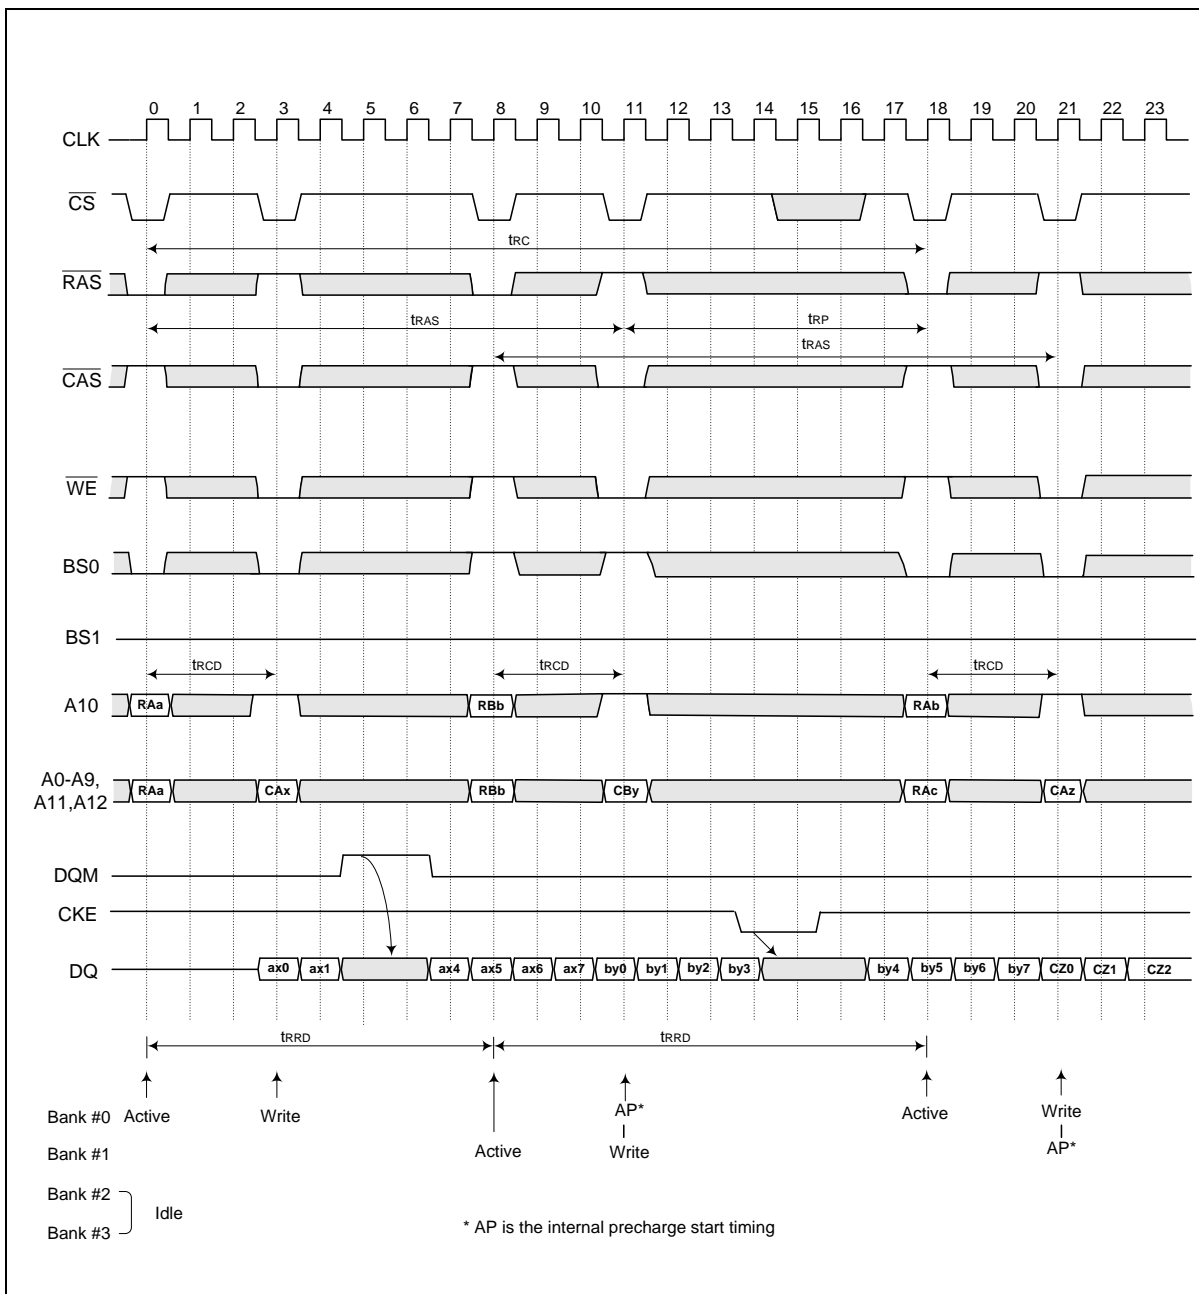 0 1 2 3 4 5 6 7 8 9 10 11 12 13 14 15 16 17 18 19 20 21 22 23
CLK
CS
tRC
RAS
tRAS tRP
tRAS
CAS
WE
BS0
BS1
tRCD tRCD tRCD
A10 RAa RBb RAb
A0-A9,
A11,A12
RAa CAx RBb CBy RAc CAz
DQM
CKE
DQ ax0 ax1 ax4 ax5 ax6 ax7 by0 by1 by2 by3 by4 by5 by6 by7 CZ0 CZ1 CZ2
tRRD tRRD
Bank #0 Active Write AP* Active Write
Bank #1 Active Write AP*
Bank #2
Idle
Bank #3
* AP is the internal precharge start timing